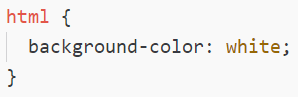 html {
  background-color: white;
}